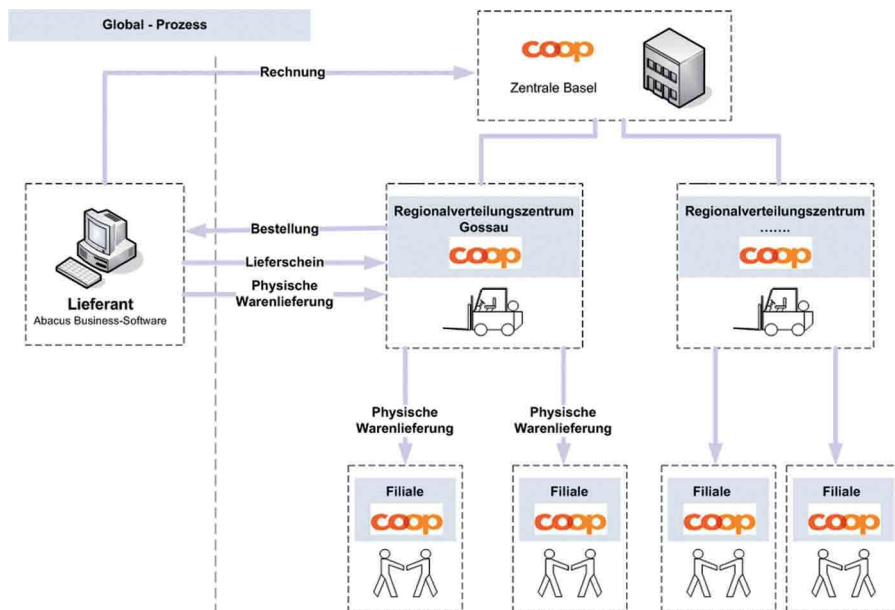 Global - Prozess
Rechnung
coop
Zentrale Basel
Lieferant
Abacus Business-Software
Bestellung
Lieferschein
Physische
Warenlieferung
Regionalverteilungszentrum
Gossau
coop
Regionalverteilungszentrum
.......
coop
Physische
Warenlieferung
Physische
Warenlieferung
Filiale
coop
Filiale
coop
Filiale
coop
Filiale
coop